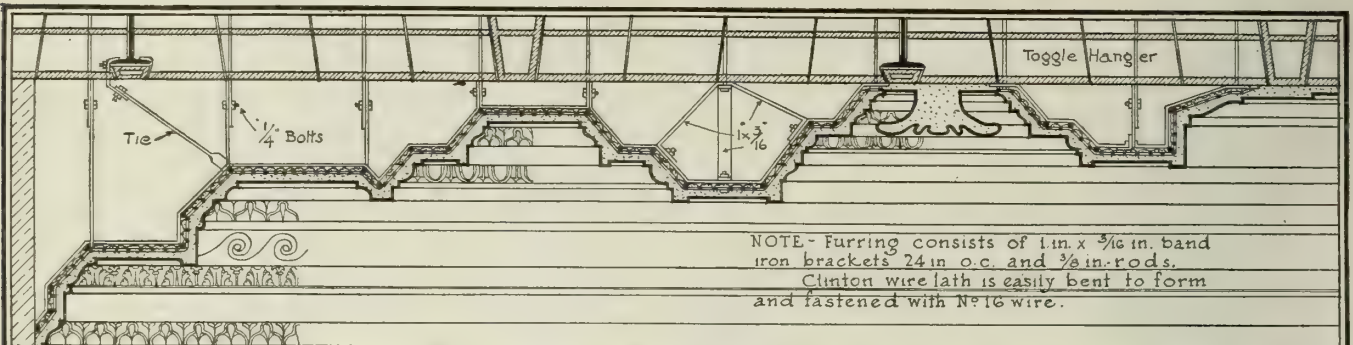 Toggle Hanger
Tie
1/4" Bolts
1"x 3/16"
NOTE - Furring consists of 1 in. x 3/16 in. band
iron brackets 24 in o.c. and 3/8 in. rods.
Clinton wire lath is easily bent to form
and fastened with No 16 wire.